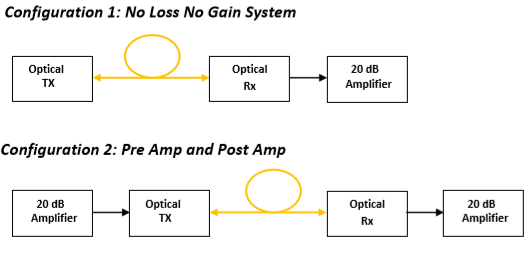 Configuration 1: No Loss No Gain System
Optical
TX
Optical
Rx
20 dB
Amplifier
Configuration 2: Pre Amp and Post Amp
20 dB
Amplifier
Optical
TX
Optical
Rx
20 dB
Amplifier